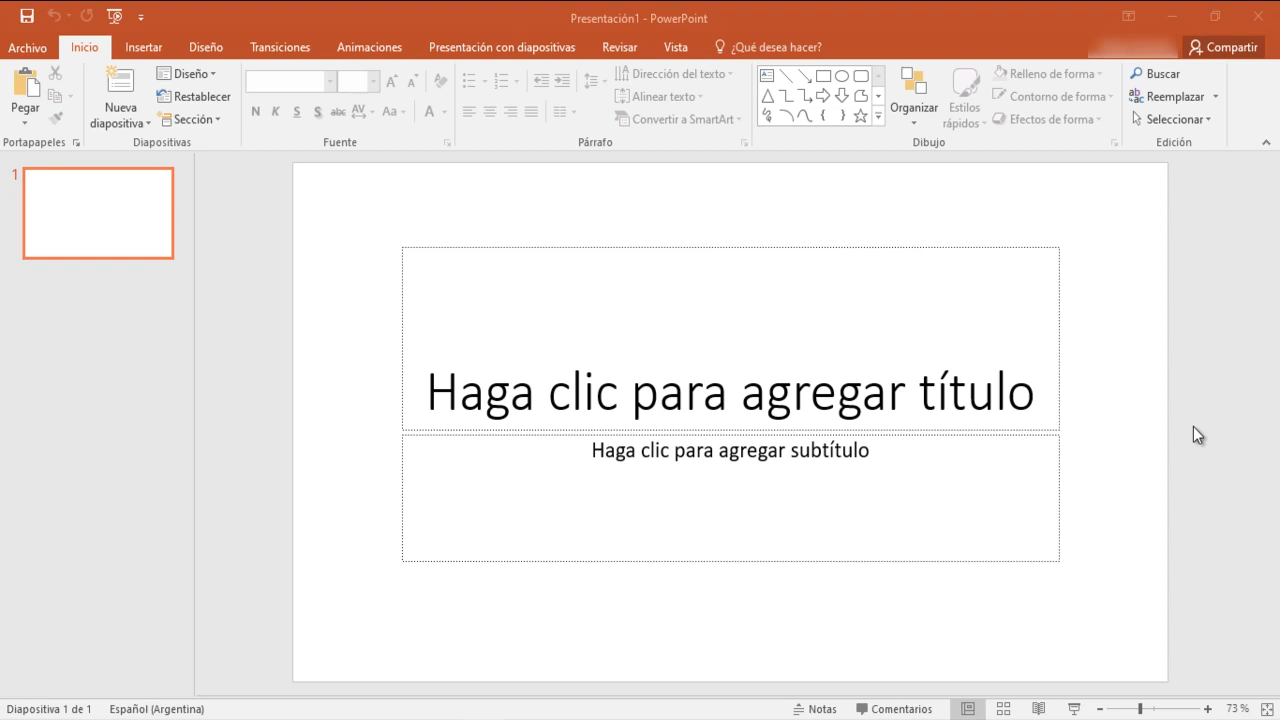 Presentación1 - PowerPoint
Archivo Inicio Insertar Diseño Transiciones Animaciones Presentación con diapositivas Revisar Vista ¿Qué desea hacer? Compartir
Pegar
Portapapeles
Nueva
diapositiva
Diseño
Restablecer
Sección
Diapositivas
N K S S abc AV Aa A
Fuente
Dirección del texto
Alinear texto
Convertir a SmartArt
Párrafo
Organizar
Estilos
rápidos
Relleno de forma
Contorno de forma
Efectos de forma
Dibujo
Buscar
Reemplazar
Seleccionar
Edición
1
Haga clic para agregar título
Haga clic para agregar subtítulo
Diapositiva 1 de 1 Español (Argentina) Notas Comentarios 73 %